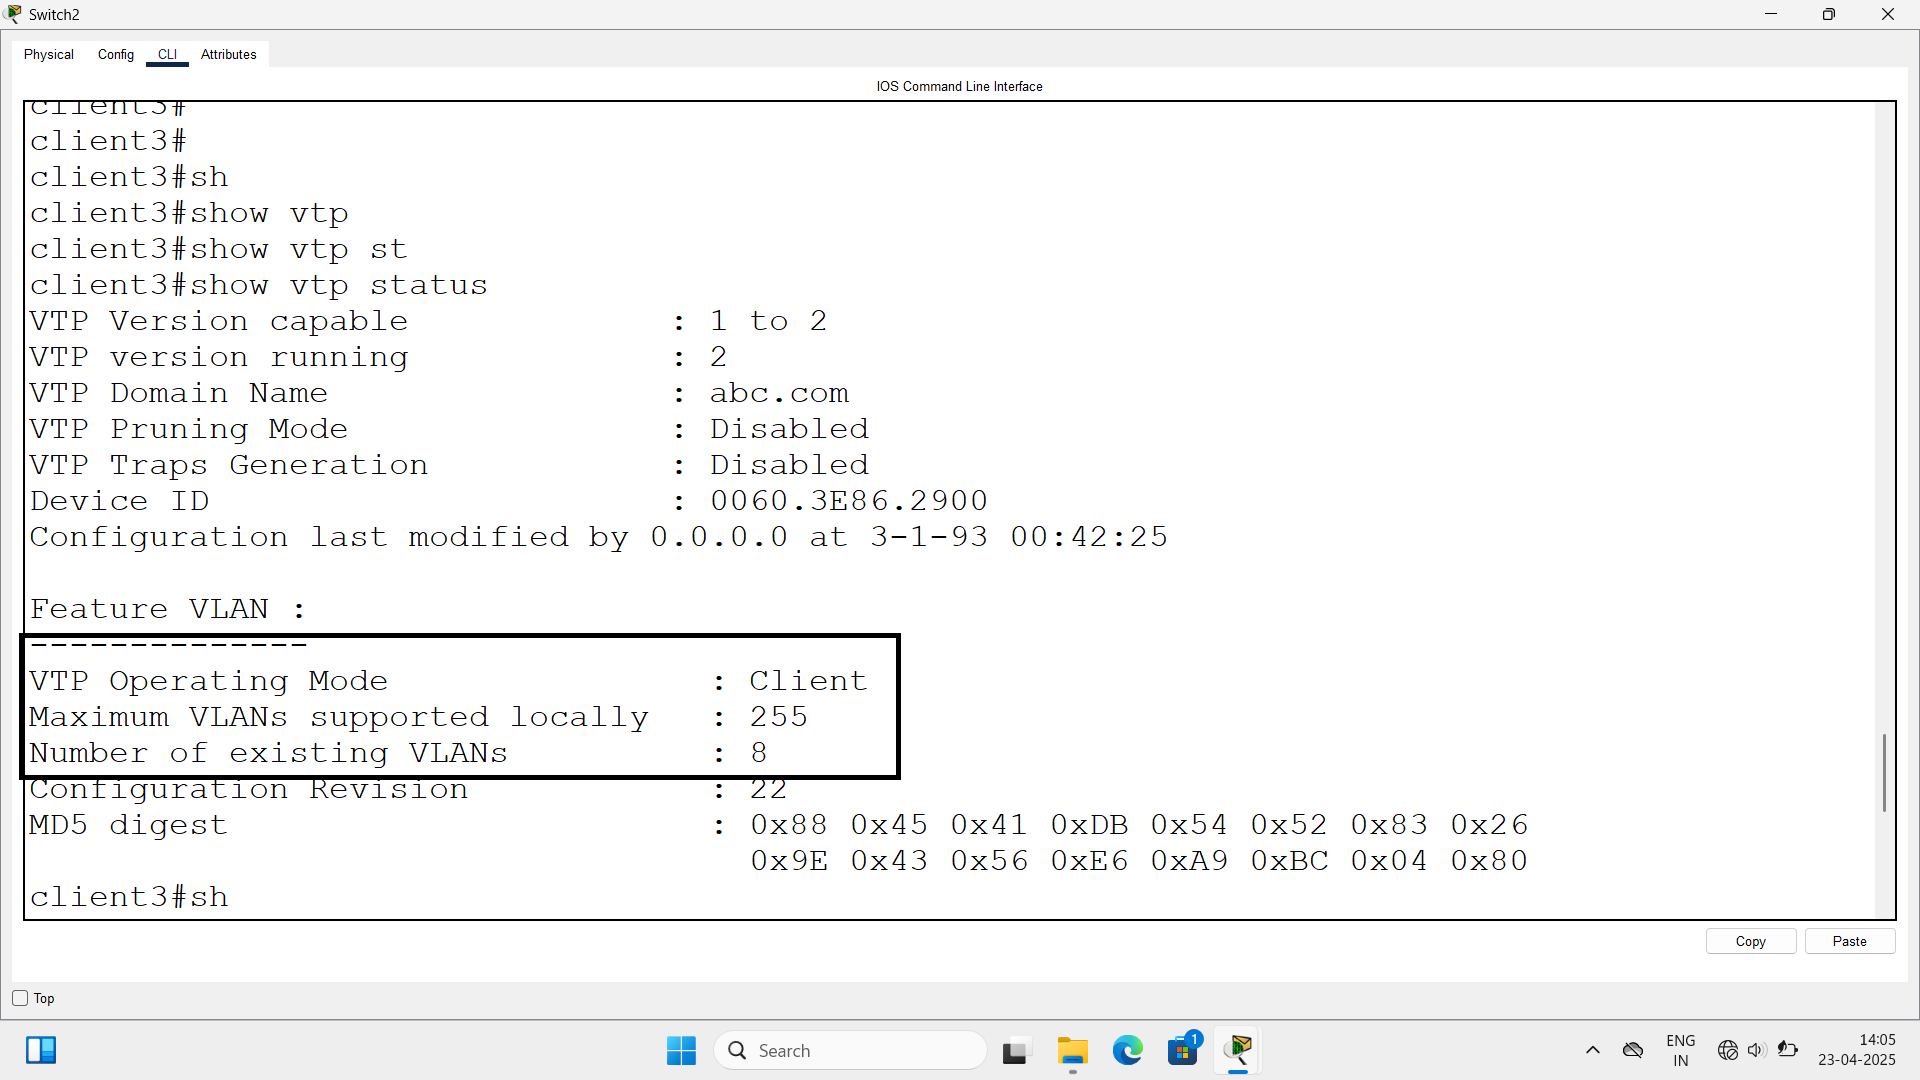 Switch2
Physical Config CLI Attributes
IOS Command Line Interface
client3#
client3#
client3#sh
client3#show vtp
client3#show vtp st
client3#show vtp status
VTP Version capable : 1 to 2
VTP version running : 2
VTP Domain Name : abc.com
VTP Pruning Mode : Disabled
VTP Traps Generation : Disabled
Device ID : 0060.3E86.2900
Configuration last modified by 0.0.0.0 at 3-1-93 00:42:25
Feature VLAN :
--------------
VTP Operating Mode : Client
Maximum VLANs supported locally : 255
Number of existing VLANs : 8
Configuration Revision : 22
MD5 digest : 0x88 0x45 0x41 0xDB 0x54 0x52 0x83 0x26
0x9E 0x43 0x56 0xE6 0xA9 0xBC 0x04 0x80
client3#sh
Copy Paste
Top
Search
1
ENG
IN
14:05
23-04-2025